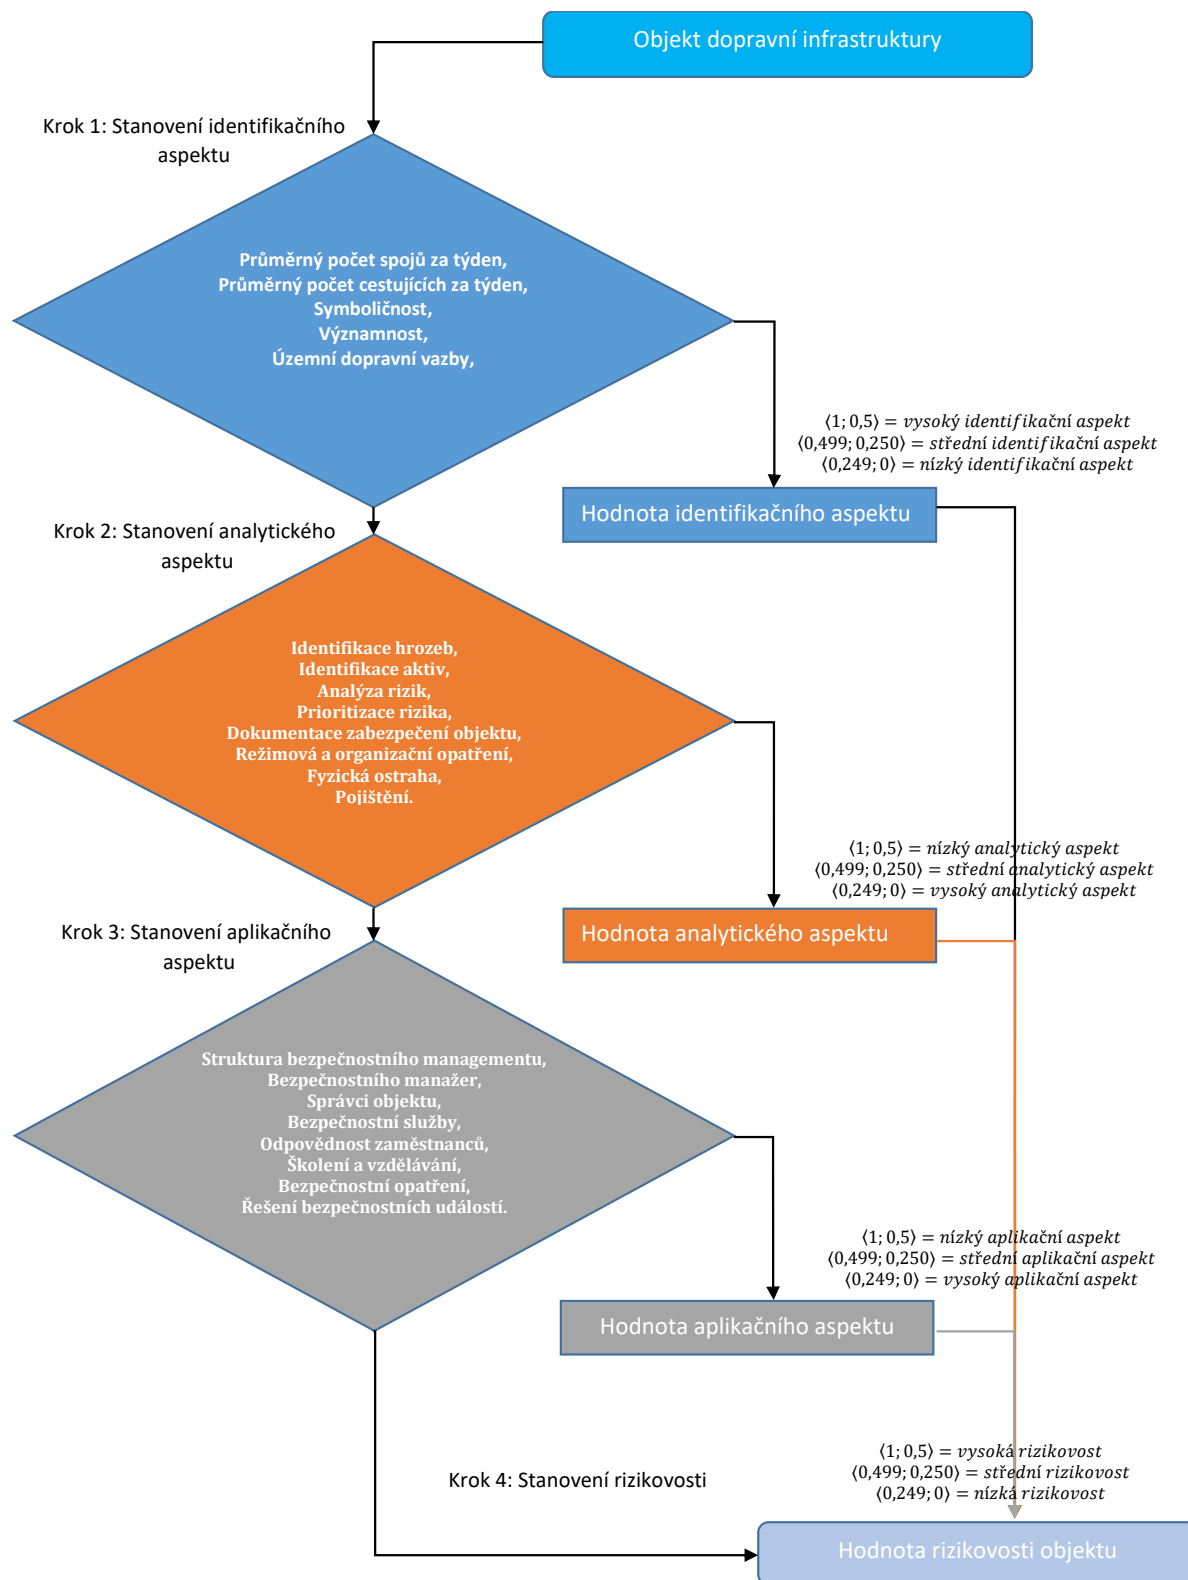 Objekt dopravní infrastruktury
Krok 1: Stanovení identifikačního
aspektu
Průměrný počet spojů za týden,
Průměrný počet cestujících za týden,
Symboličnost,
Významnost,
Územní dopravní vazby,
⟨1; 0,5⟩ = vysoký identifikační aspekt
⟨0,499; 0,250⟩ = střední identifikační aspekt
⟨0,249; 0⟩ = nízký identifikační aspekt
Hodnota identifikačního aspektu
Krok 2: Stanovení analytického
aspektu
Identifikace hrozeb,
Identifikace aktiv,
Analýza rizik,
Prioritizace rizika,
Dokumentace zabezpečení objektu,
Režimová a organizační opatření,
Fyzická ostraha,
Pojištění.
⟨1; 0,5⟩ = nízký analytický aspekt
⟨0,499; 0,250⟩ = střední analytický aspekt
⟨0,249; 0⟩ = vysoký analytický aspekt
Hodnota analytického aspektu
Krok 3: Stanovení aplikačního
aspektu
Struktura bezpečnostního managementu,
Bezpečnostního manažer,
Správci objektu,
Bezpečnostní služby,
Odpovědnost zaměstnanců,
Školení a vzdělávání,
Bezpečnostní opatření,
Řešení bezpečnostních událostí.
⟨1; 0,5⟩ = nízký aplikační aspekt
⟨0,499; 0,250⟩ = střední aplikační aspekt
⟨0,249; 0⟩ = vysoký aplikační aspekt
Hodnota aplikačního aspektu
⟨1; 0,5⟩ = vysoká rizikovost
⟨0,499; 0,250⟩ = střední rizikovost
⟨0,249; 0⟩ = nízká rizikovost
Krok 4: Stanovení rizikovosti
Hodnota rizikovosti objektu